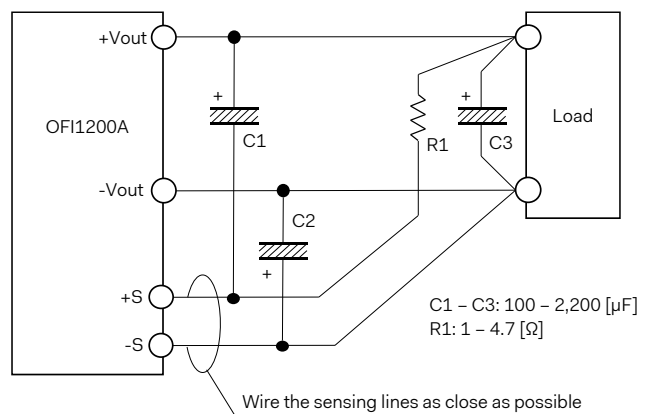 +Vout
+
+
OFI1200A
C1
R1
C3
Load
-Vout
C2
+
+S
-S
C1 – C3: 100 – 2,200 [µF]
R1: 1 – 4.7 [Ω]
Wire the sensing lines as close as possible